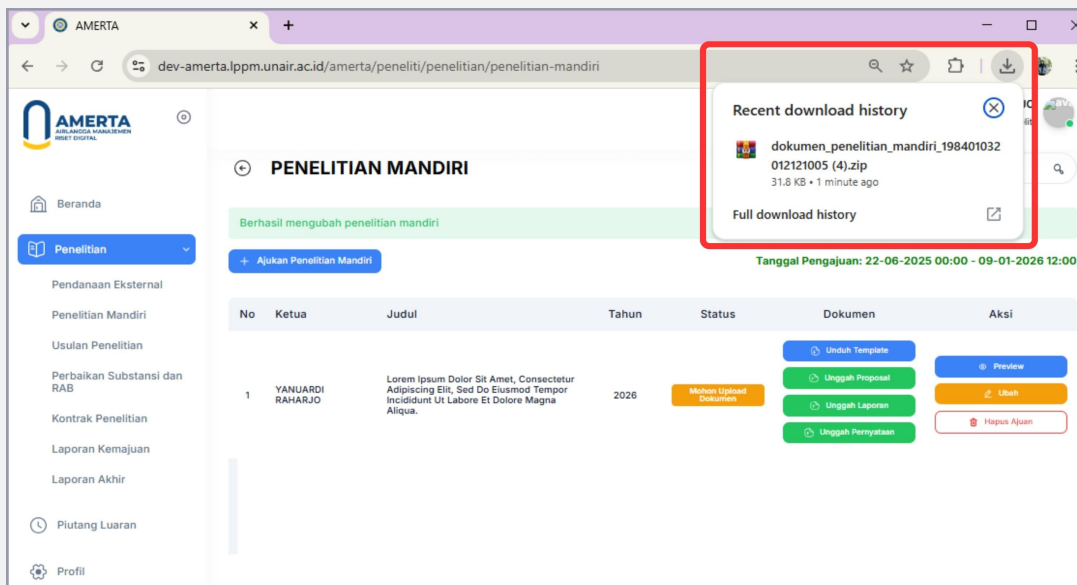 AMERTA
dev-amerta.lppm.unair.ac.id/amerta/peneliti/penelitian/penelitian-mandiri
Recent download history
dokumen_penelitian_mandiri_198401032
012121005 (4).zip
31.8 KB • 1 minute ago
Full download history
AMERTA
AIRLANGGA MANAJEMEN
RISET DIGITAL
PENELITIAN MANDIRI
Beranda
Berhasil mengubah penelitian mandiri
Penelitian
+ Ajukan Penelitian Mandiri
Tanggal Pengajuan: 22-06-2025 00:00 - 09-01-2026 12:00
Pendanaan Eksternal
Penelitian Mandiri
Usulan Penelitian
Perbaikan Substansi dan
RAB
Kontrak Penelitian
Laporan Kemajuan
Laporan Akhir
Piutang Luaran
Profil
No Ketua Judul Tahun Status Dokumen Aksi
1
YANUARDI
RAHARJO
Lorem Ipsum Dolor Sit Amet, Consectetur
Adipiscing Elit, Sed Do Eiusmod Tempor
Incididunt Ut Labore Et Dolore Magna
Aliqua.
2026
Mohon Upload
Dokumen
Unduh Template
Unggah Proposal
Unggah Laporan
Unggah Pernyataan
Preview
Ubah
Hapus Ajuan